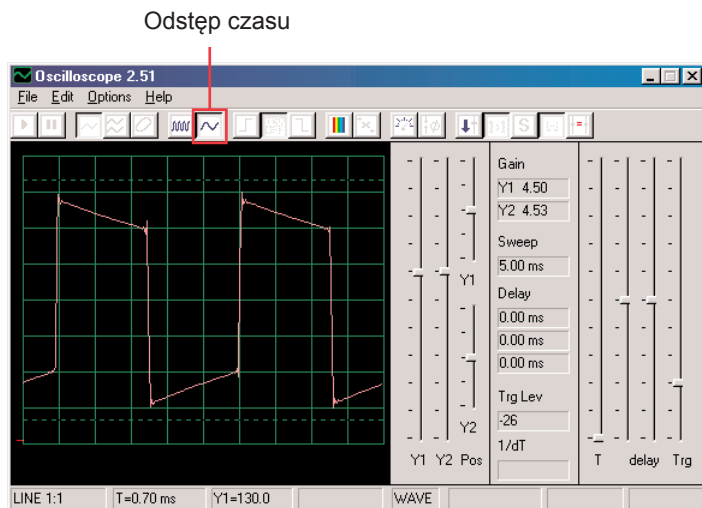 Odstęp czasu
Oscilloscope 2.51
File Edit Options Help
1:1 S
Gain
Y1 4.50
Y2 4.53
Sweep
5.00 ms
Y1
Delay
0.00 ms
0.00 ms
0.00 ms
Trg Lev
-26
Y2
1/dT
Y1 Y2 Pos
T delay Trg
LINE 1:1 T=0.70 ms Y1=130.0 WAVE